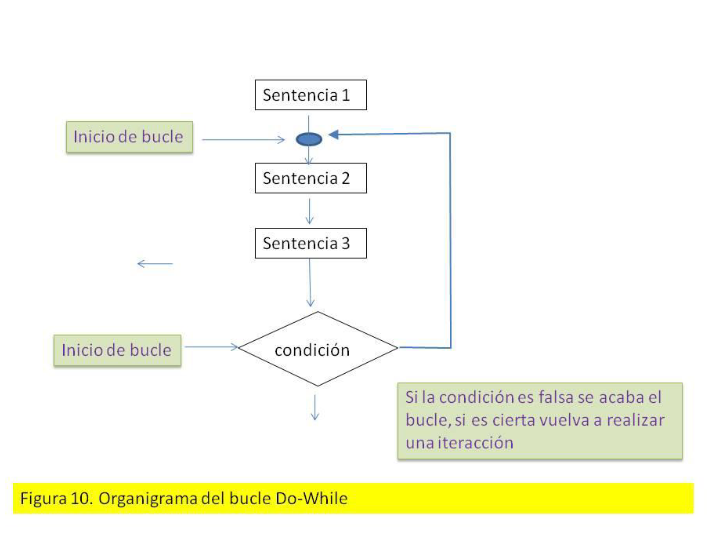 Sentencia 1
Inicio de bucle
Sentencia 2
Sentencia 3
Inicio de bucle
condición
Si la condición es falsa se acaba el
bucle, si es cierta vuelva a realizar
una iteracción
Figura 10. Organigrama del bucle Do-While